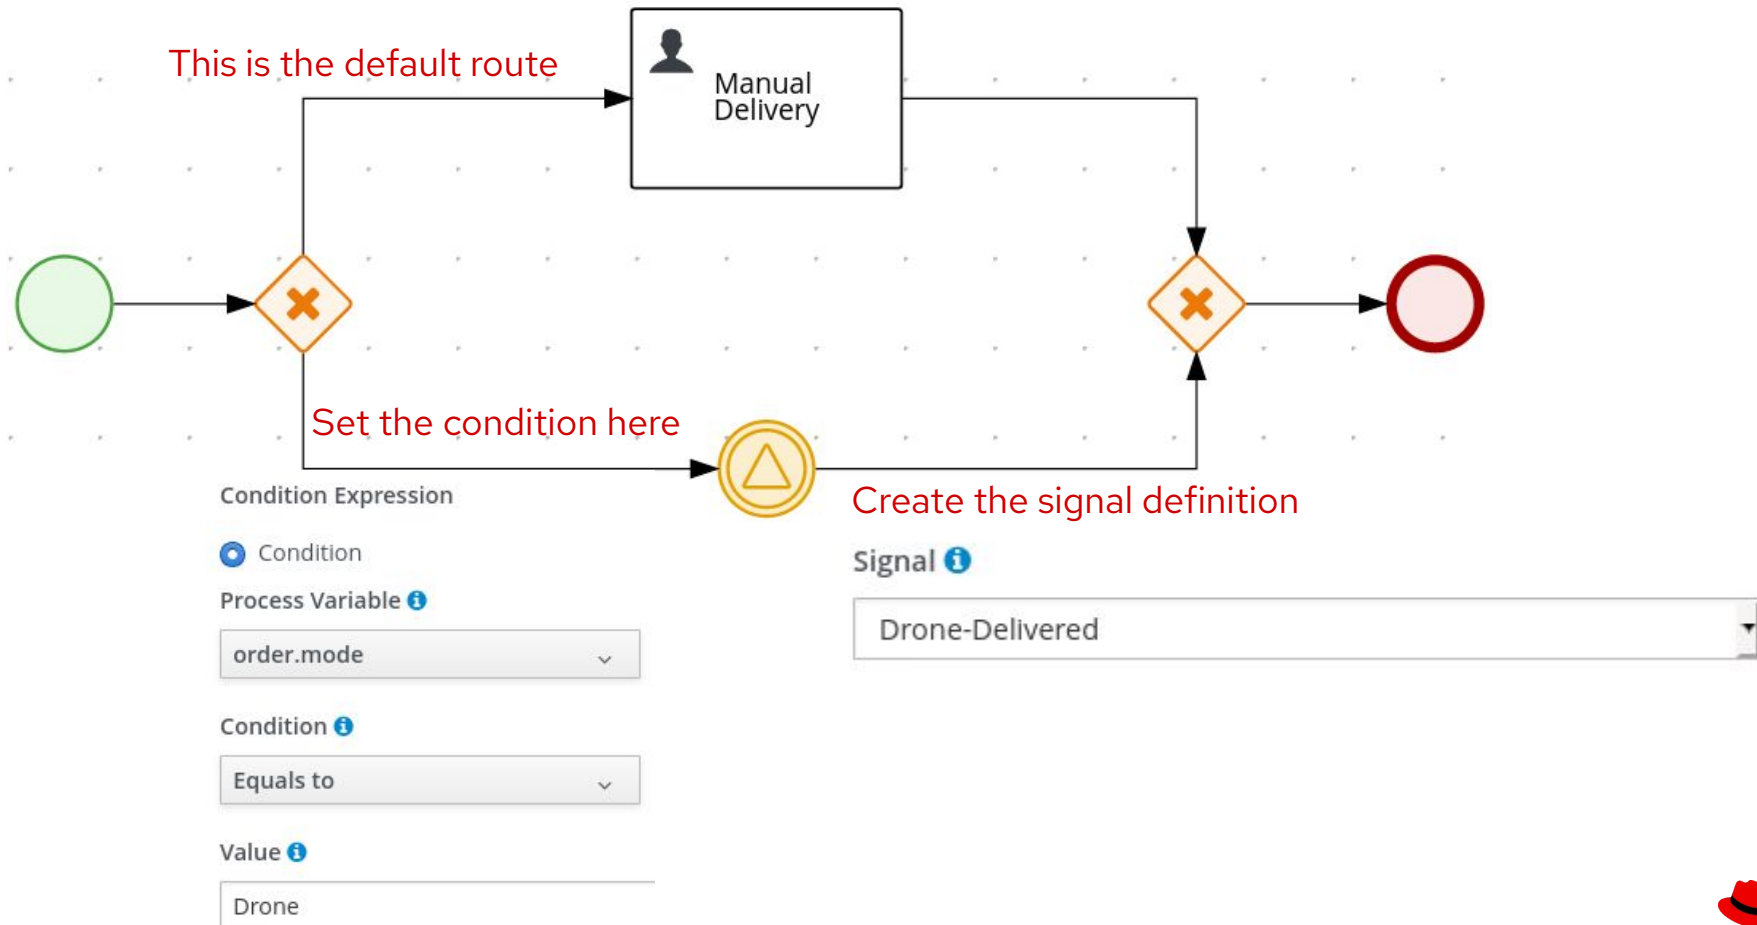 This is the default route
Manual
Delivery
Set the condition here
Condition Expression
Condition
Process Variable
order.mode
Condition
Equals to
Value
Drone
Create the signal definition
Signal
Drone-Delivered